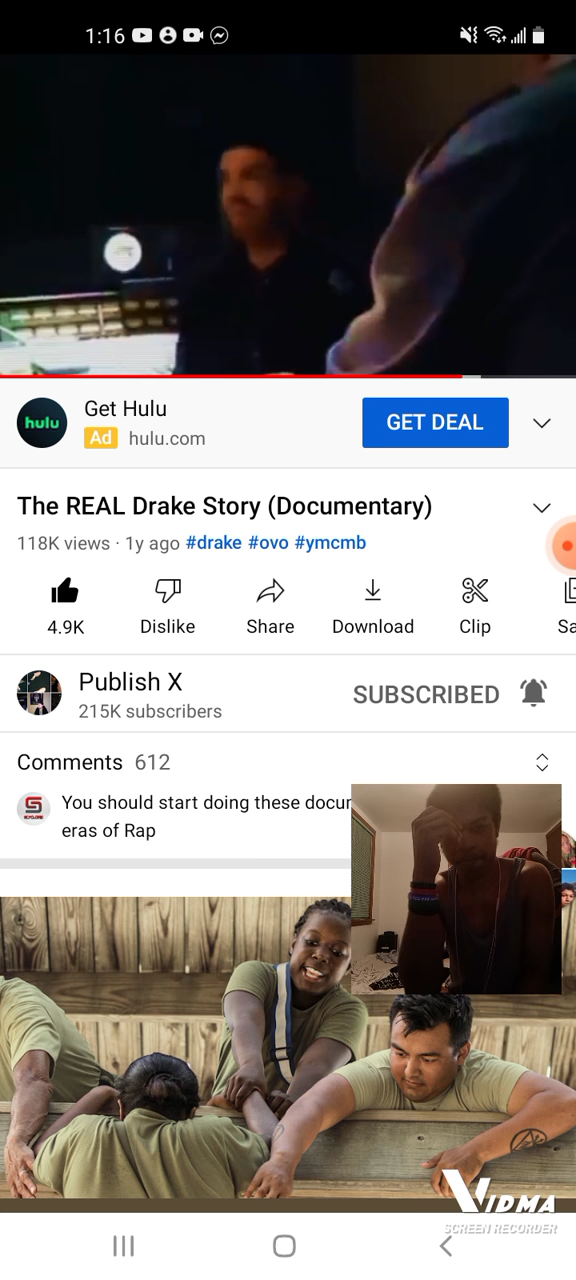 1:16
hulu
Get Hulu
Ad hulu.com
GET DEAL
The REAL Drake Story (Documentary)
118K views · 1y ago #drake #ovo #ymcmb
4.9K Dislike Share Download Clip Sa
Publish X
215K subscribers
SUBSCRIBED
Comments 612
You should start doing these docur
eras of Rap
VIDMA
SCREEN RECORDER